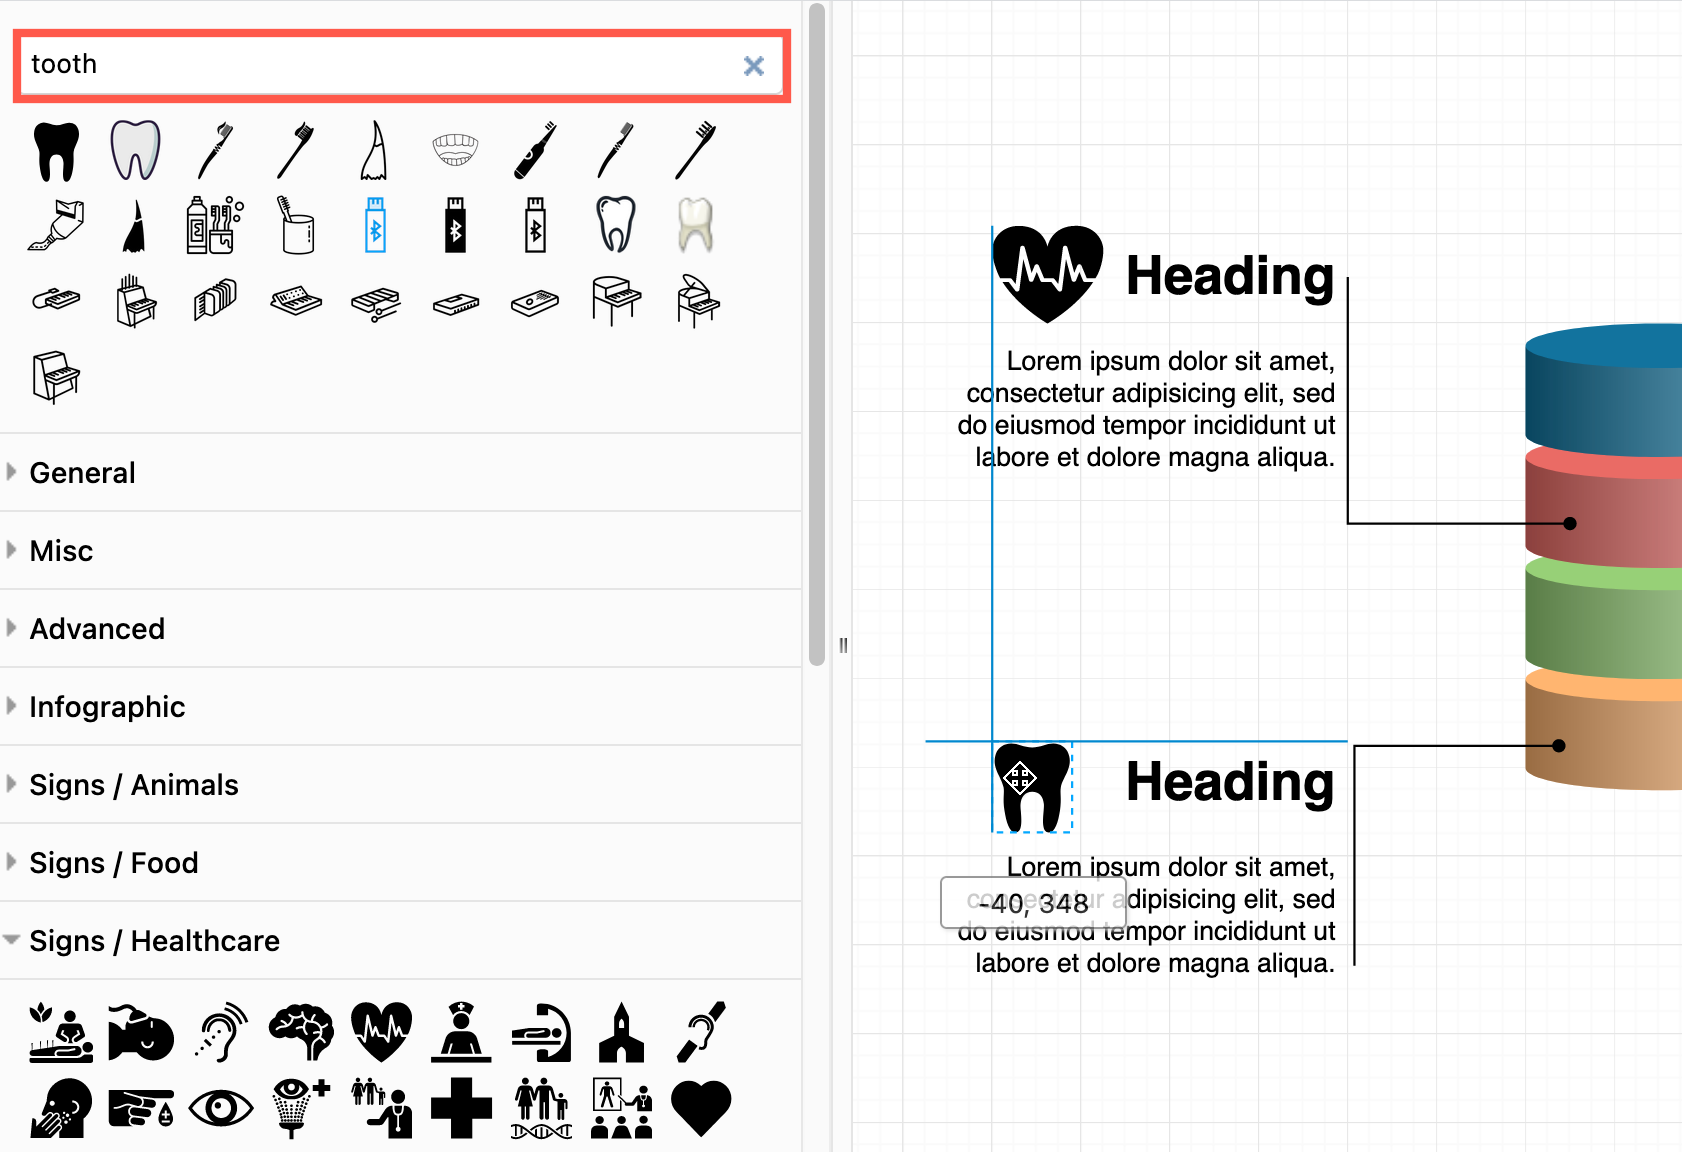 tooth
General
Misc
Advanced
Infographic
Signs / Animals
Signs / Food
Signs / Healthcare
Heading
Lorem ipsum dolor sit amet,
consectetur adipisicing elit, sed
do eiusmod tempor incididunt ut
labore et dolore magna aliqua.
Heading
Lorem ipsum dolor sit amet,
consectetur adipisicing elit, sed
do eiusmod tempor incididunt ut
labore et dolore magna aliqua.
-40, 348